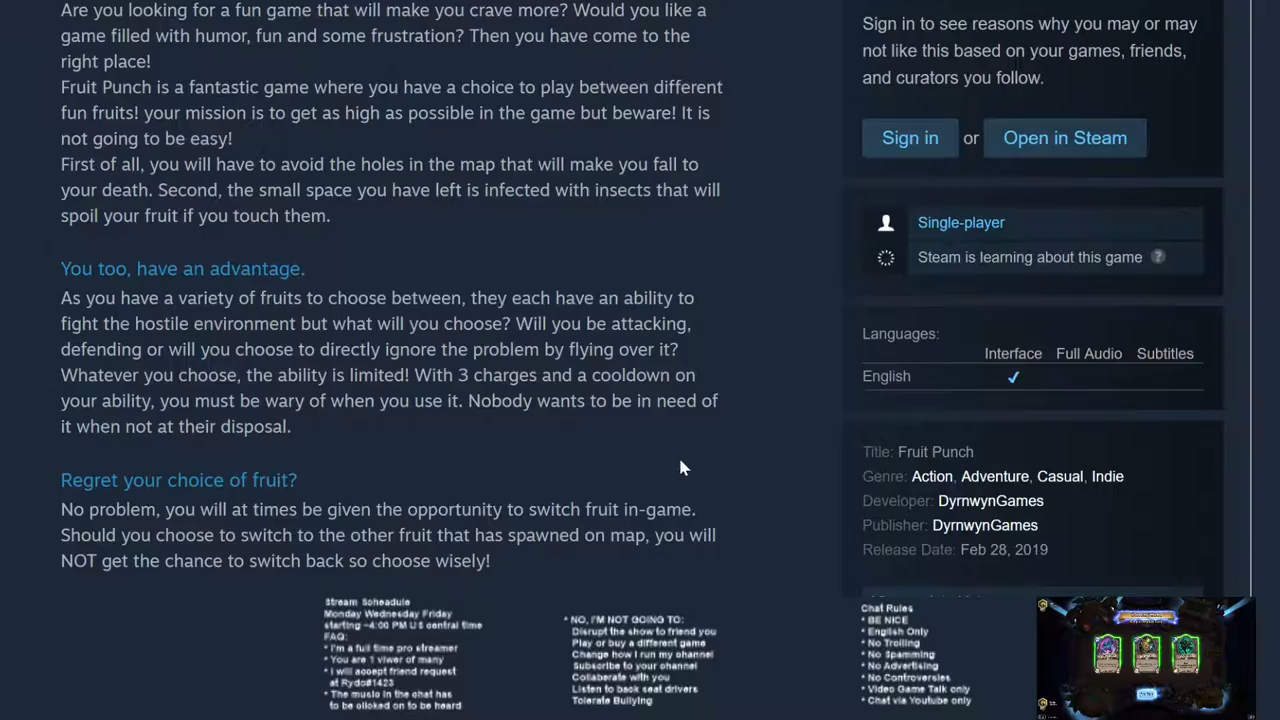 Are you looking for a fun game that will make you crave more? Would you like a
game filled with humor, fun and some frustration? Then you have come to the
right place!
Fruit Punch is a fantastic game where you have a choice to play between different
fun fruits! your mission is to get as high as possible in the game but beware! It is
not going to be easy!
First of all, you will have to avoid the holes in the map that will make you fall to
your death. Second, the small space you have left is infected with insects that will
spoil your fruit if you touch them.
You too, have an advantage.
As you have a variety of fruits to choose between, they each have an ability to
fight the hostile environment but what will you choose? Will you be attacking,
defending or will you choose to directly ignore the problem by flying over it?
Whatever you choose, the ability is limited! With 3 charges and a cooldown on
your ability, you must be wary of when you use it. Nobody wants to be in need of
it when not at their disposal.
Regret your choice of fruit?
No problem, you will at times be given the opportunity to switch fruit in-game.
Should you choose to switch to the other fruit that has spawned on map, you will
NOT get the chance to switch back so choose wisely!
Sign in to see reasons why you may or may
not like this based on your games, friends,
and curators you follow.
Sign in or Open in Steam
Single-player
Steam is learning about this game ?
Languages:
Interface Full Audio Subtitles
English ✓
Title: Fruit Punch
Genre: Action, Adventure, Casual, Indie
Developer: DyrnwynGames
Publisher: DyrnwynGames
Release Date: Feb 28, 2019
Stream Scheadule
Monday Wednesday Friday
starting ~4:00 PM US central time
FAQ:
* I'm a full time pro streamer
* You are 1 viwer of many
* I will accept friend request
at Rydo#1423
* The music in the chat has
to be clicked on to be heard
* NO, I'M NOT GOING TO:
Disrupt the show to friend you
Play or buy a different game
Change how I run my channel
Subscribe to your channel
Collaborate with you
Listen to back seat drivers
Tolerate Bullying
Chat Rules
* BE NICE
* English Only
* No Trolling
* No Spamming
* No Advertising
* No Controversies
* Video Game Talk only
* Chat via Youtube only